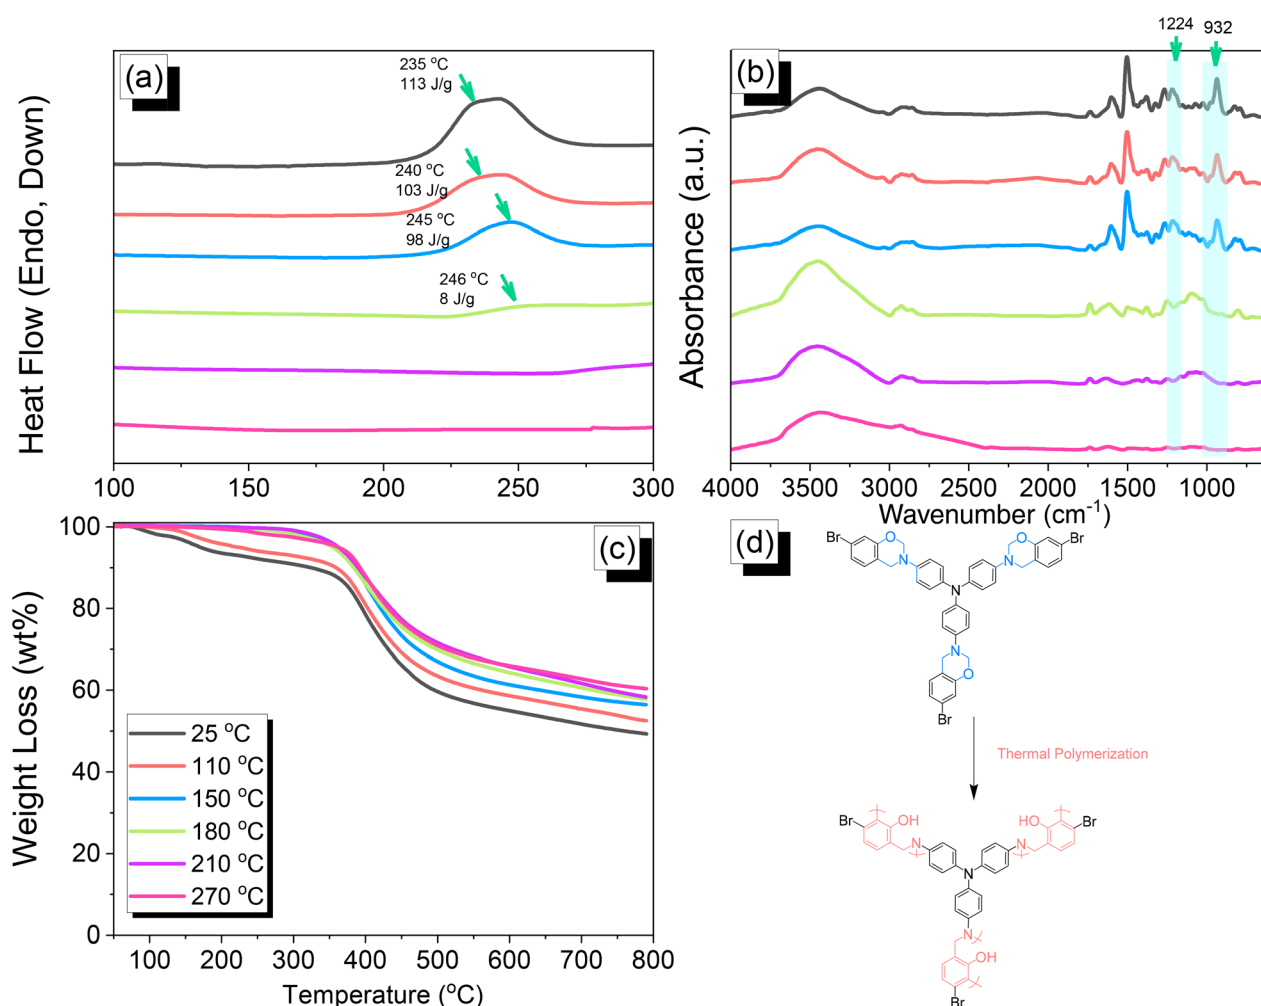 (a)
235 °C
113 J/g
240 °C
103 J/g
245 °C
98 J/g
246 °C
8 J/g
Heat Flow (Endo, Down)
100 150 200 250 300
1224 932
(b)
Absorbance (a.u.)
4000 3500 3000 2500 2000 1500 1000
Wavenumber (cm⁻¹)
(c)
Weight Loss (wt%)
100
80
60
40
20
0
25 °C
110 °C
150 °C
180 °C
210 °C
270 °C
100 200 300 400 500 600 700 800
Temperature (°C)
(d)
Br O N O Br
N N
N
O
Br
Thermal Polymerization
Br OH HO Br
N N
N
N
OH
Br